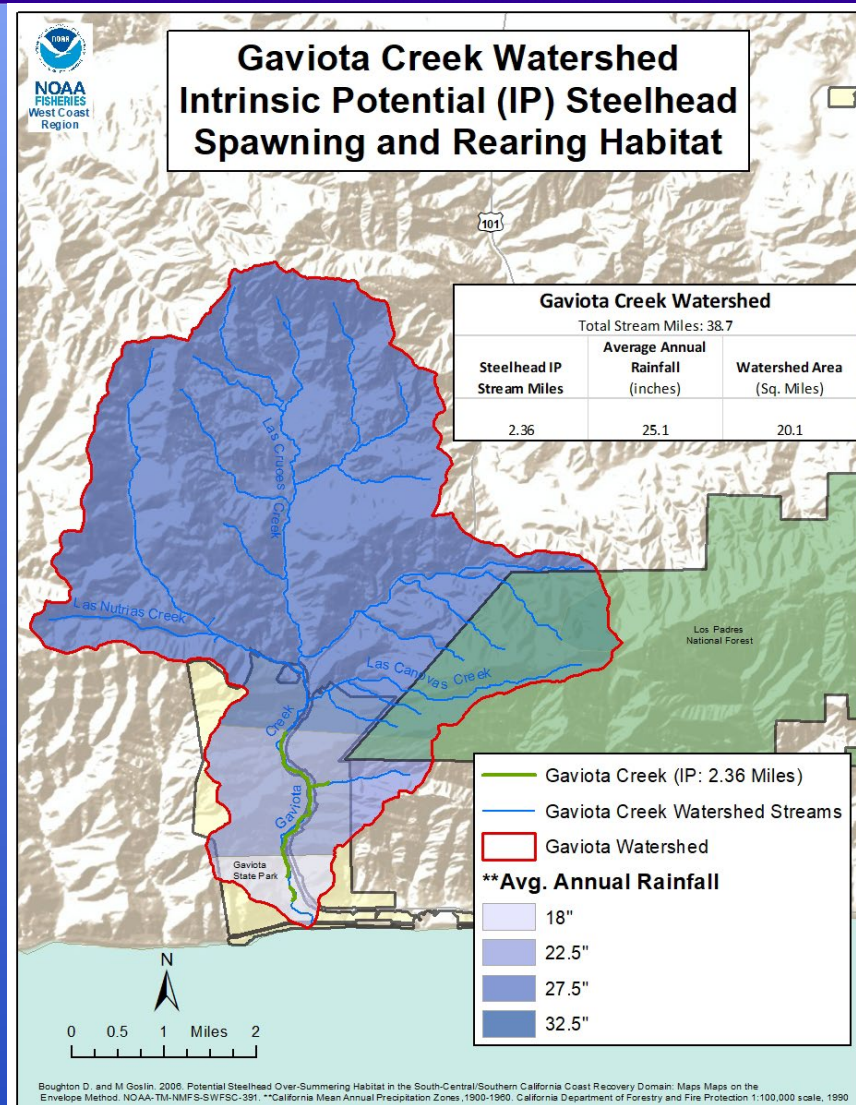 NOAA
NOAA
FISHERIES
West Coast
Region
Gaviota Creek Watershed
Intrinsic Potential (IP) Steelhead
Spawning and Rearing Habitat
101
Gaviota Creek Watershed
Total Stream Miles: 38.7
Steelhead IP Stream Miles
Average Annual Rainfall (inches)
Watershed Area (Sq. Miles)
2.36 25.1 20.1
Las Cruces Creek
Las Nutrias Creek
Las Canovas Creek
Los Padres
National Forest
Gaviota Creek
Gaviota
State Park
Gaviota Creek (IP: 2.36 Miles)
Gaviota Creek Watershed Streams
Gaviota Watershed
**Avg. Annual Rainfall
18"
22.5"
27.5"
32.5"
N
0 0.5 1 Miles 2
Boughton D. and M Goslin. 2006. Potential Steelhead Over-Summering Habitat in the South-Central/Southern California Coast Recovery Domain: Maps Maps on the
Envelope Method. NOAA-TM-NMFS-SWFSC-391. **California Mean Annual Precipitation Zones, 1900-1960. California Department of Forestry and Fire Protection 1:100,000 scale, 1990